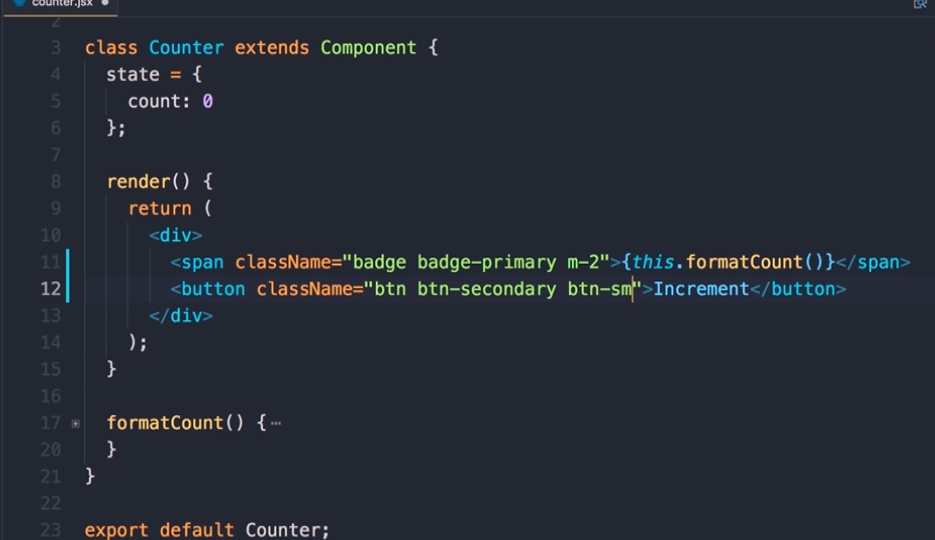 counter.jsx
2
3 class Counter extends Component {
4 state = {
5 count: 0
6 };
7
8 render() {
9 return (
10 <div>
11 <span className="badge badge-primary m-2">{this.formatCount()}</span>
12 <button className="btn btn-secondary btn-sm">Increment</button>
13 </div>
14 );
15 }
16
17 formatCount() {…
20 }
21 }
22
23 export default Counter;